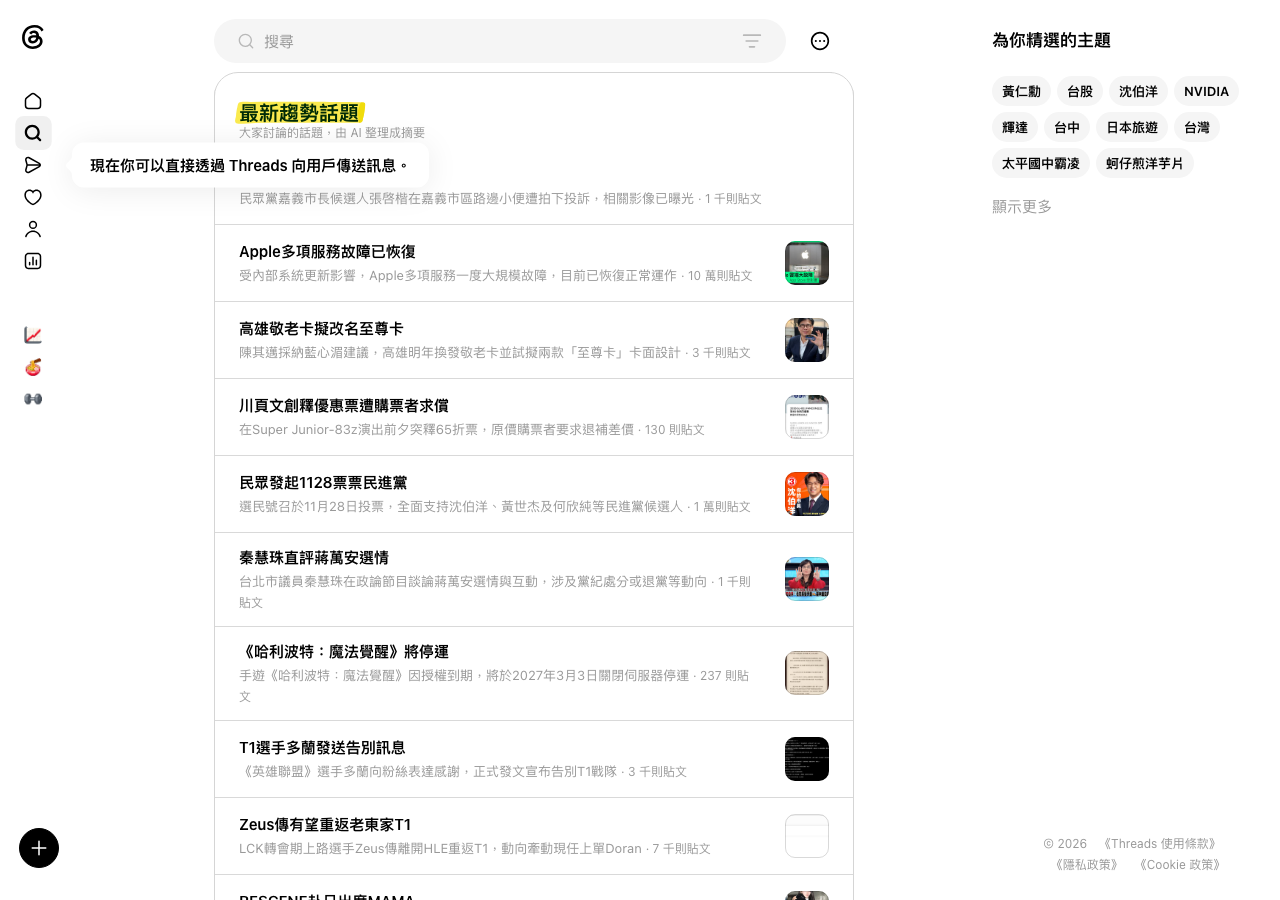 搜尋
最新趨勢話題
大家討論的話題，由 AI 整理成摘要
現在你可以直接透過 Threads 向用戶傳送訊息。
民眾黨嘉義市長候選人張啓楷在嘉義市區路邊小便遭拍下投訴，相關影像已曝光 · 1 千則貼文
Apple多項服務故障已恢復
受內部系統更新影響，Apple多項服務一度大規模故障，目前已恢復正常運作 · 10 萬則貼文
高雄敬老卡擬改名至尊卡
陳其邁採納藍心湄建議，高雄明年換發敬老卡並試擬兩款「至尊卡」卡面設計 · 3 千則貼文
川頁文創釋優惠票遭購票者求償
在Super Junior-83z演出前夕突釋65折票，原價購票者要求退補差價 · 130 則貼文
民眾發起1128票票民進黨
選民號召於11月28日投票，全面支持沈伯洋、黃世杰及何欣純等民進黨候選人 · 1 萬則貼文
秦慧珠直評蔣萬安選情
台北市議員秦慧珠在政論節目談論蔣萬安選情與互動，涉及黨紀處分或退黨等動向 · 1 千則
貼文
《哈利波特：魔法覺醒》將停運
手遊《哈利波特：魔法覺醒》因授權到期，將於2027年3月3日關閉伺服器停運 · 237 則貼
文
T1選手多蘭發送告別訊息
《英雄聯盟》選手多蘭向粉絲表達感謝，正式發文宣布告別T1戰隊 · 3 千則貼文
Zeus傳有望重返老東家T1
LCK轉會期上路選手Zeus傳離開HLE重返T1，動向牽動現任上單Doran · 7 千則貼文
RESCENE赴日出席MAMA
為你精選的主題
黃仁勳
台股
沈伯洋
NVIDIA
輝達
台中
日本旅遊
台灣
太平國中霸凌
蚵仔煎洋芋片
顯示更多
© 2026
《Threads 使用條款》
《隱私政策》
《Cookie 政策》